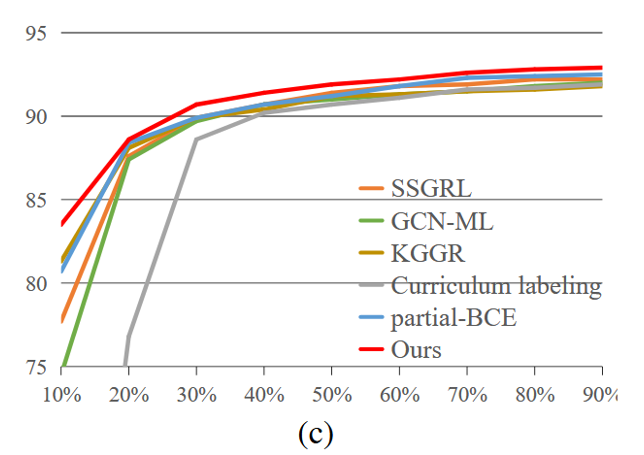 95
90
85
80
75
SSGRL
GCN-ML
KGGR
Curriculum labeling
partial-BCE
Ours
10% 20% 30% 40% 50% 60% 70% 80% 90%
(c)